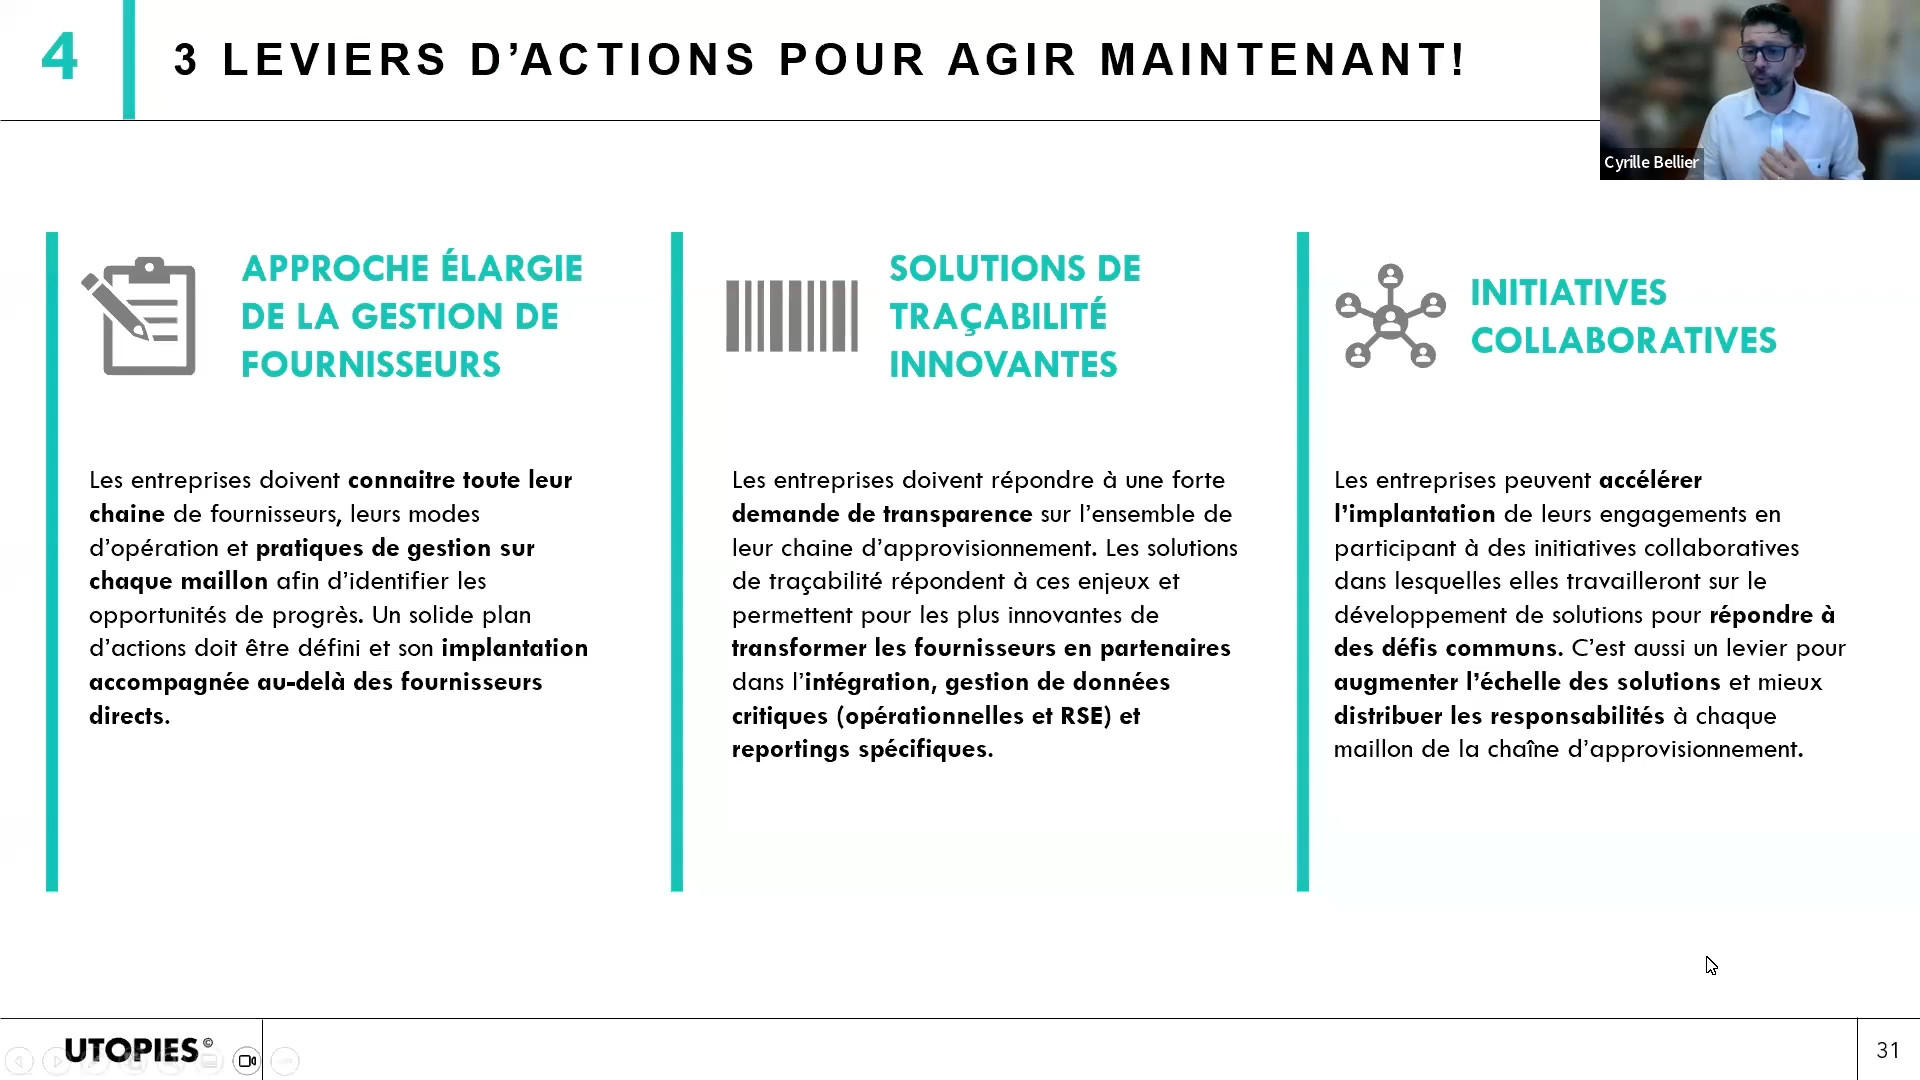 4
3 LEVIERS D’ACTIONS POUR AGIR MAINTENANT!
Cyrille Bellier
APPROCHE ÉLARGIE
DE LA GESTION DE
FOURNISSEURS
Les entreprises doivent connaitre toute leur
chaine de fournisseurs, leurs modes
d’opération et pratiques de gestion sur
chaque maillon afin d’identifier les
opportunités de progrès. Un solide plan
d’actions doit être défini et son implantation
accompagnée au-delà des fournisseurs
directs.
SOLUTIONS DE
TRAÇABILITÉ
INNOVANTES
Les entreprises doivent répondre à une forte
demande de transparence sur l’ensemble de
leur chaine d’approvisionnement. Les solutions
de traçabilité répondent à ces enjeux et
permettent pour les plus innovantes de
transformer les fournisseurs en partenaires
dans l’intégration, gestion de données
critiques (opérationnelles et RSE) et
reportings spécifiques.
INITIATIVES
COLLABORATIVES
Les entreprises peuvent accélérer
l’implantation de leurs engagements en
participant à des initiatives collaboratives
dans lesquelles elles travailleront sur le
développement de solutions pour répondre à
des défis communs. C’est aussi un levier pour
augmenter l’échelle des solutions et mieux
distribuer les responsabilités à chaque
maillon de la chaîne d’approvisionnement.
UTOPIES©
31